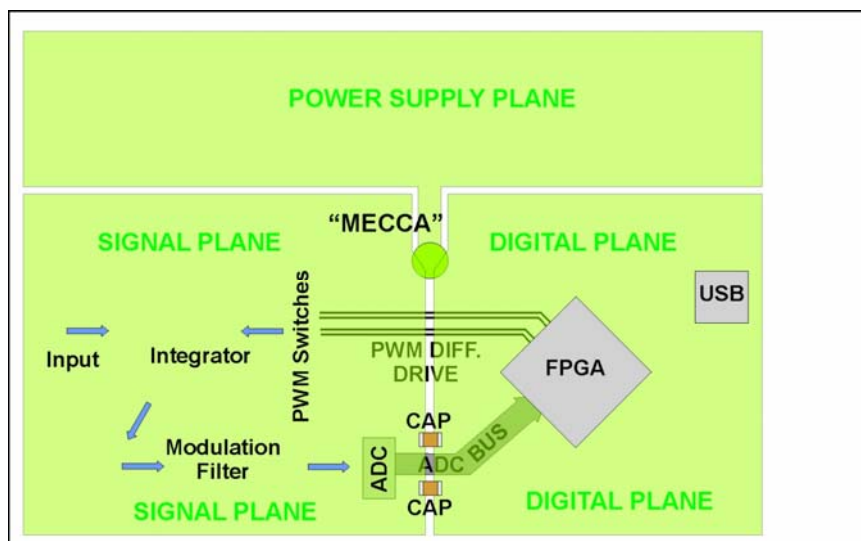 POWER SUPPLY PLANE
"MECCA"
SIGNAL PLANE
DIGITAL PLANE
USB
PWM Switches
Input
Integrator
PWM DIFF.
DRIVE
FPGA
CAP
Modulation
Filter
ADC
ADC BUS
CAP
SIGNAL PLANE
DIGITAL PLANE